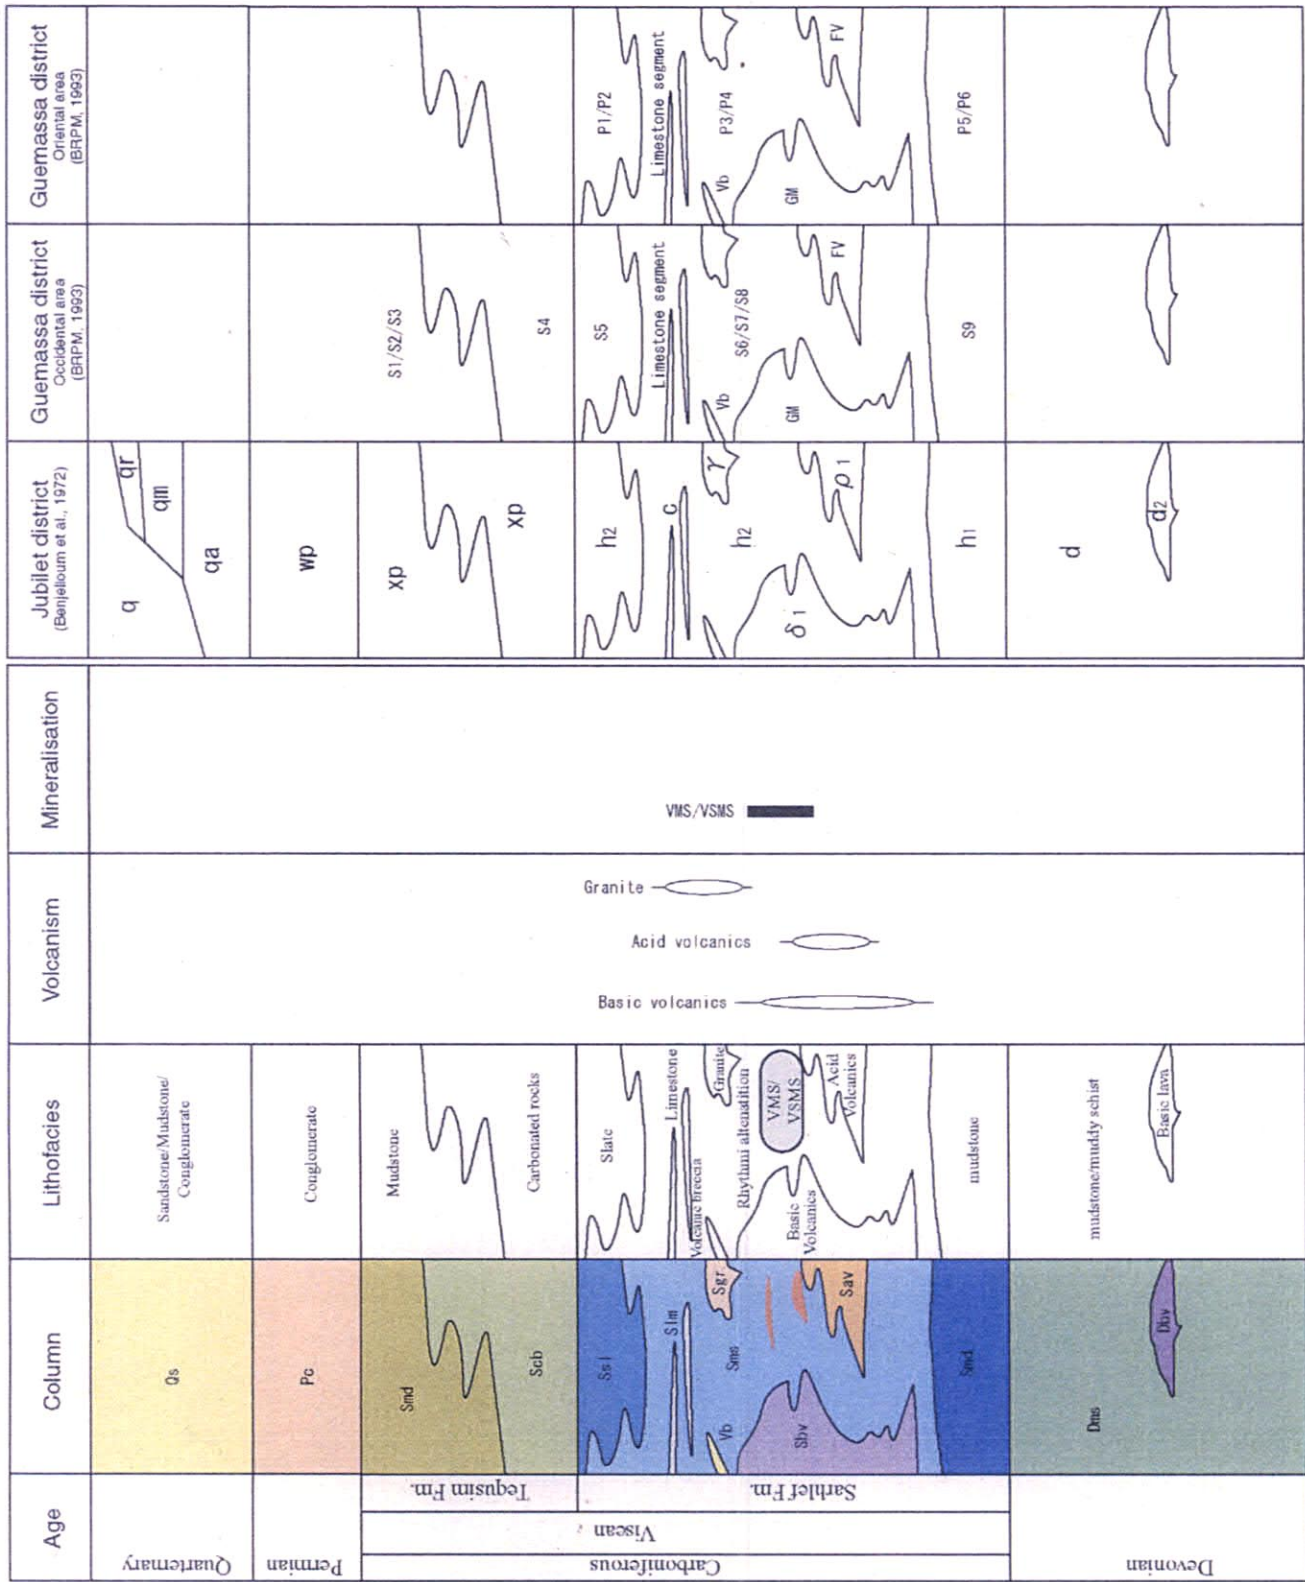 Age
Column
Lithofacies
Volcanism
Mineralisation
Jubilet district
(Benjelloum et al., 1972)
Guemassa district
Occidental area
(BRPM, 1993)
Guemassa district
Oriental area
(BRPM, 1993)
Quarternary
Qs
Sandstone/Mudstone/
Conglomerate
q
qa
qm
qr
Permian
Pc
Conglomerate
wp
Carboniferous
Visean
Tequsim Fm.
Smd
Mudstone
xp
S1/S2/S3
Scb
Carbonated rocks
xp
S4
Sarhlef Fm.
Ssl
Slate
h2
S5
P1/P2
Slm
Limestone
C
Limestone segment
Limestone segment
Vb
Volcanic breccia
Vb
Vb
Sgr
Granite
γ
Sms
Rhythmi altenatition
h2
S6/S7/S8
P3/P4
VMS/
VSMS
Granite
Acid volcanics
Basic volcanics
VMS/VSMS
Sbv
Basic
Volcanics
δ1
GM
GM
Sav
Acid
Volcanics
ρ1
FV
FV
Smd
mudstone
h1
S9
P5/P6
Devonian
Dms
mudstone/muddy schist
d
Dbv
Basic lava
d2